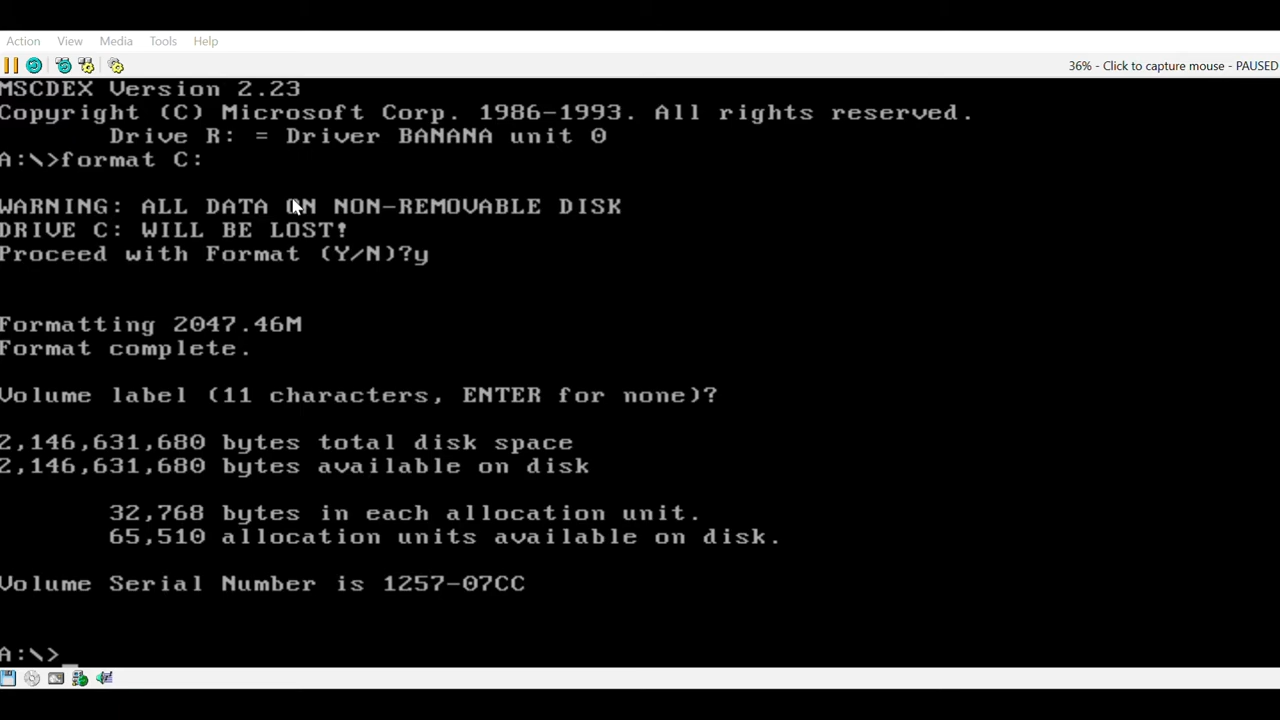 Action View Media Tools Help
36% - Click to capture mouse - PAUSED
MSCDEX Version 2.23
Copyright (C) Microsoft Corp. 1986-1993. All rights reserved.
Drive R: = Driver BANANA unit 0
A:\>format C:
WARNING: ALL DATA ON NON-REMOVABLE DISK
DRIVE C: WILL BE LOST!
Proceed with Format (Y/N)?y
Formatting 2047.46M
Format complete.
Volume label (11 characters, ENTER for none)?
2,146,631,680 bytes total disk space
2,146,631,680 bytes available on disk
32,768 bytes in each allocation unit.
65,510 allocation units available on disk.
Volume Serial Number is 1257-07CC
A:\>_